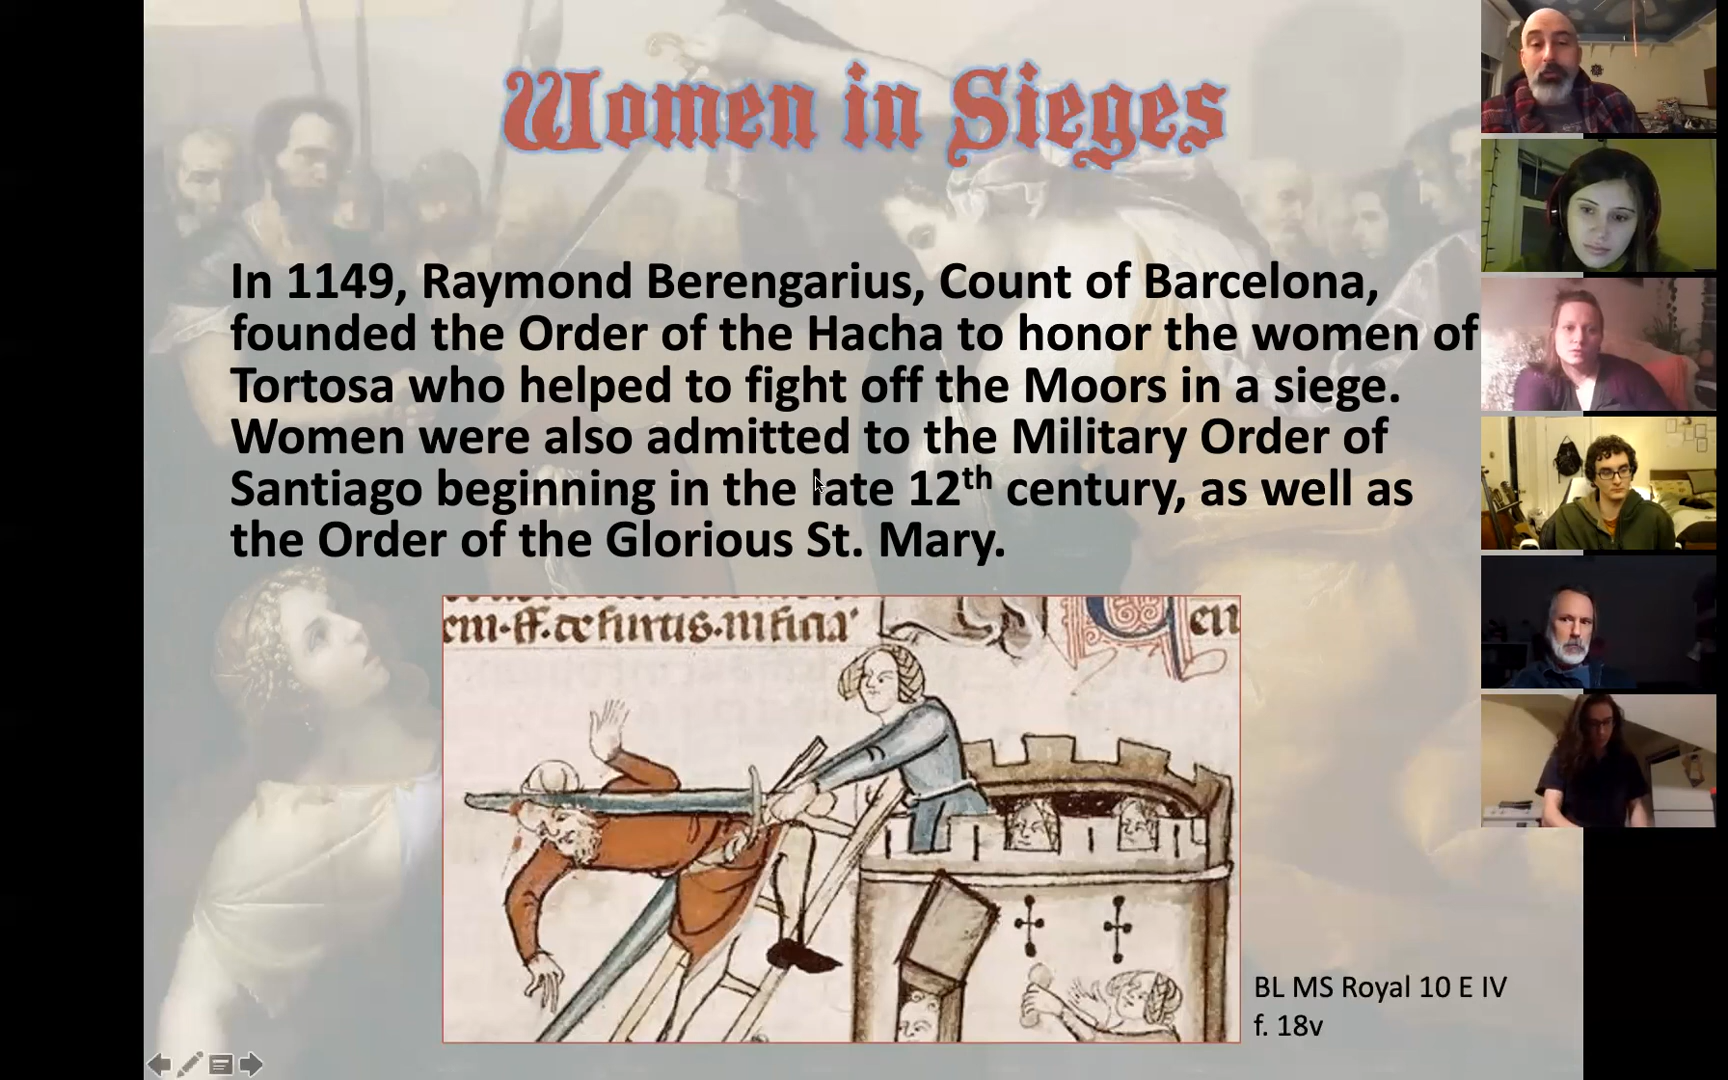 Women in Sieges
In 1149, Raymond Berengarius, Count of Barcelona,
founded the Order of the Hacha to honor the women of
Tortosa who helped to fight off the Moors in a siege.
Women were also admitted to the Military Order of
Santiago beginning in the late 12th century, as well as
the Order of the Glorious St. Mary.
BL MS Royal 10 E IV
f. 18v